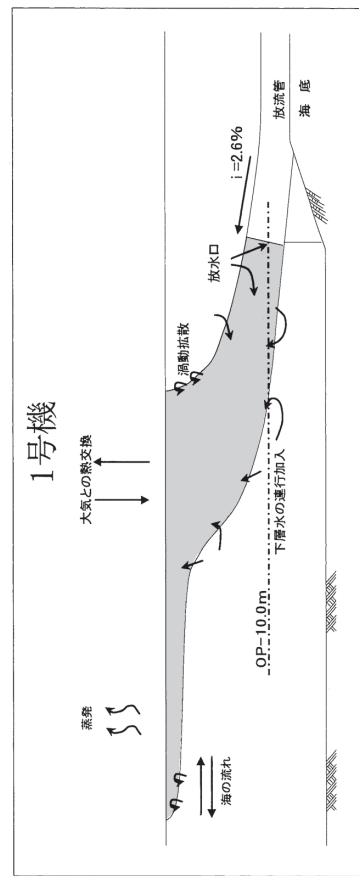 1号機
蒸発
大気との熱交換
渦動拡散
放水口
i=2.6%
放流管
海底
海の流れ
OP-10.0m
下層水の連行加入